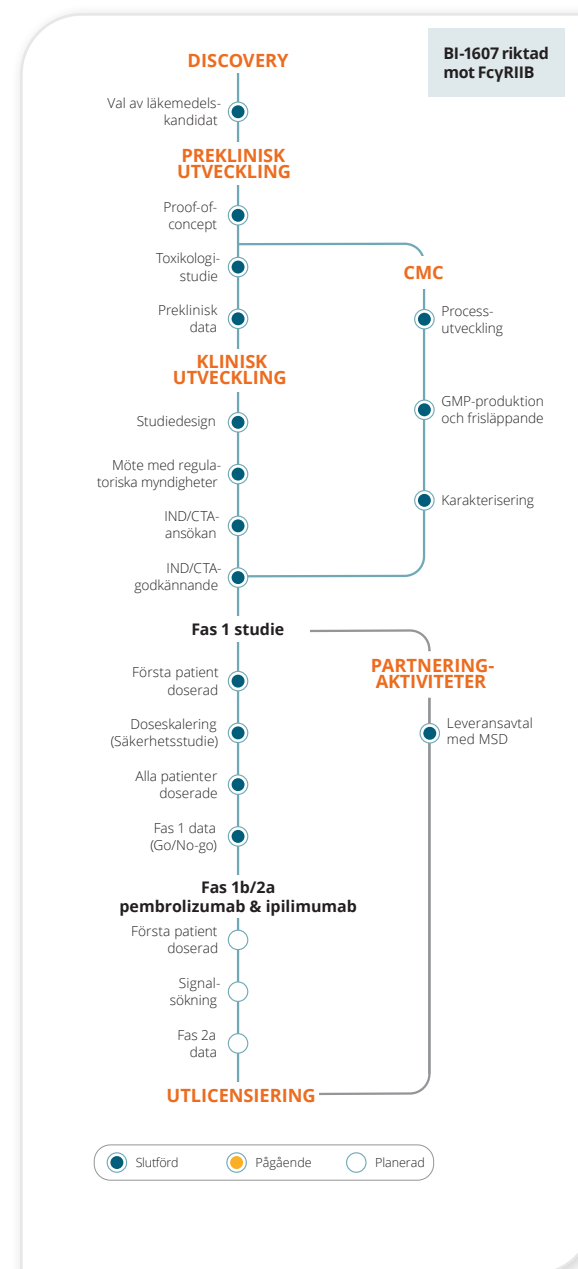 BI-1607 riktad
mot FcγRIIB
DISCOVERY
Val av läkemedels-
kandidat
PREKLINISK
UTVECKLING
Proof-of-
concept
Toxikologi-
studie
Preklinisk
data
CMC
Process-
utveckling
GMP-produktion
och frisläppande
Karakterisering
KLINISK
UTVECKLING
Studiedesign
Möte med regula-
toriska myndigheter
IND/CTA-
ansökan
IND/CTA-
godkännande
Fas 1 studie
Första patient
doserad
Doseskalering
(Säkerhetsstudie)
Alla patienter
doserade
Fas 1 data
(Go/No-go)
PARTNERING-
AKTIVITETER
Leveransavtal
med MSD
Fas 1b/2a
pembrolizumab & ipilimumab
Första patient
doserad
Signal-
sökning
Fas 2a
data
UTLICENSIERING
Slutförd
Pågående
Planerad